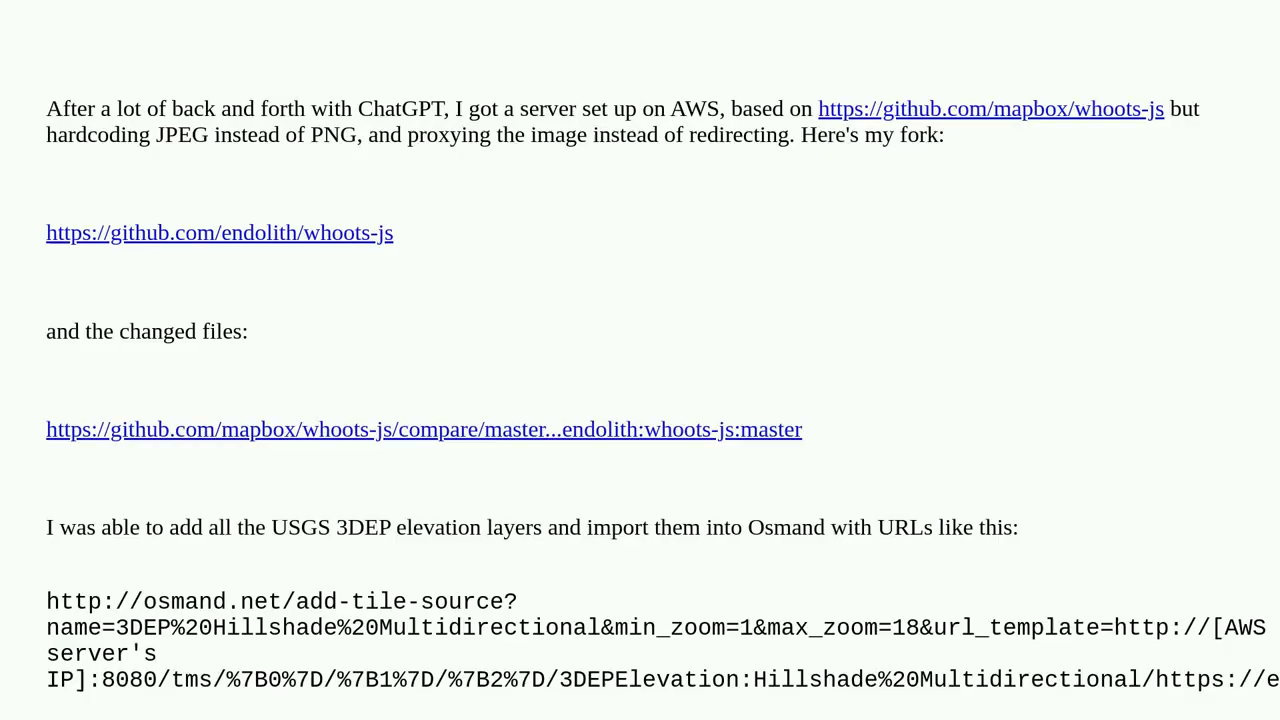 After a lot of back and forth with ChatGPT, I got a server set up on AWS, based on https://github.com/mapbox/whoots-js but
hardcoding JPEG instead of PNG, and proxying the image instead of redirecting. Here's my fork:
https://github.com/endolith/whoots-js
and the changed files:
https://github.com/mapbox/whoots-js/compare/master...endolith:whoots-js:master
I was able to add all the USGS 3DEP elevation layers and import them into Osmand with URLs like this:
http://osmand.net/add-tile-source?
name=3DEP%20Hillshade%20Multidirectional&min_zoom=1&max_zoom=18&url_template=http://[AWS
server's
IP]:8080/tms/%7B0%7D/%7B1%7D/%7B2%7D/3DEPElevation:Hillshade%20Multidirectional/https://e